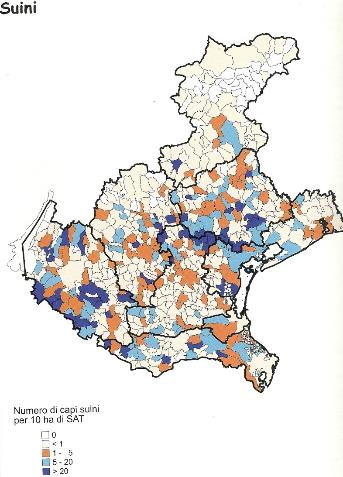 Suini
Numero di capi suini
per 10 ha di SAT
0
< 1
1 - 5
5 - 20
> 20